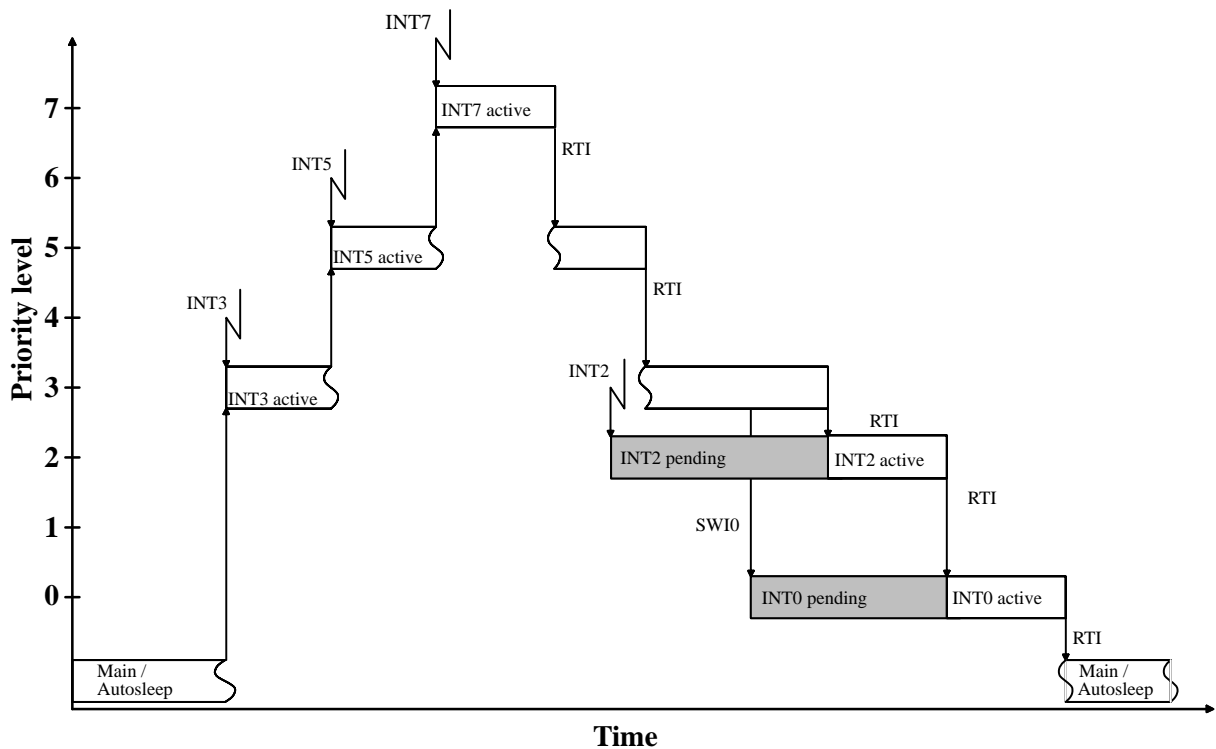 INT7
7
INT7 active
INT5
RTI
6
5
INT5 active
INT3
RTI
4
INT2
3
INT3 active
RTI
2
INT2 pending
INT2 active
RTI
SWI0
1
0
INT0 pending
INT0 active
RTI
Main /
Autosleep
Main /
Autosleep
Priority level
Time